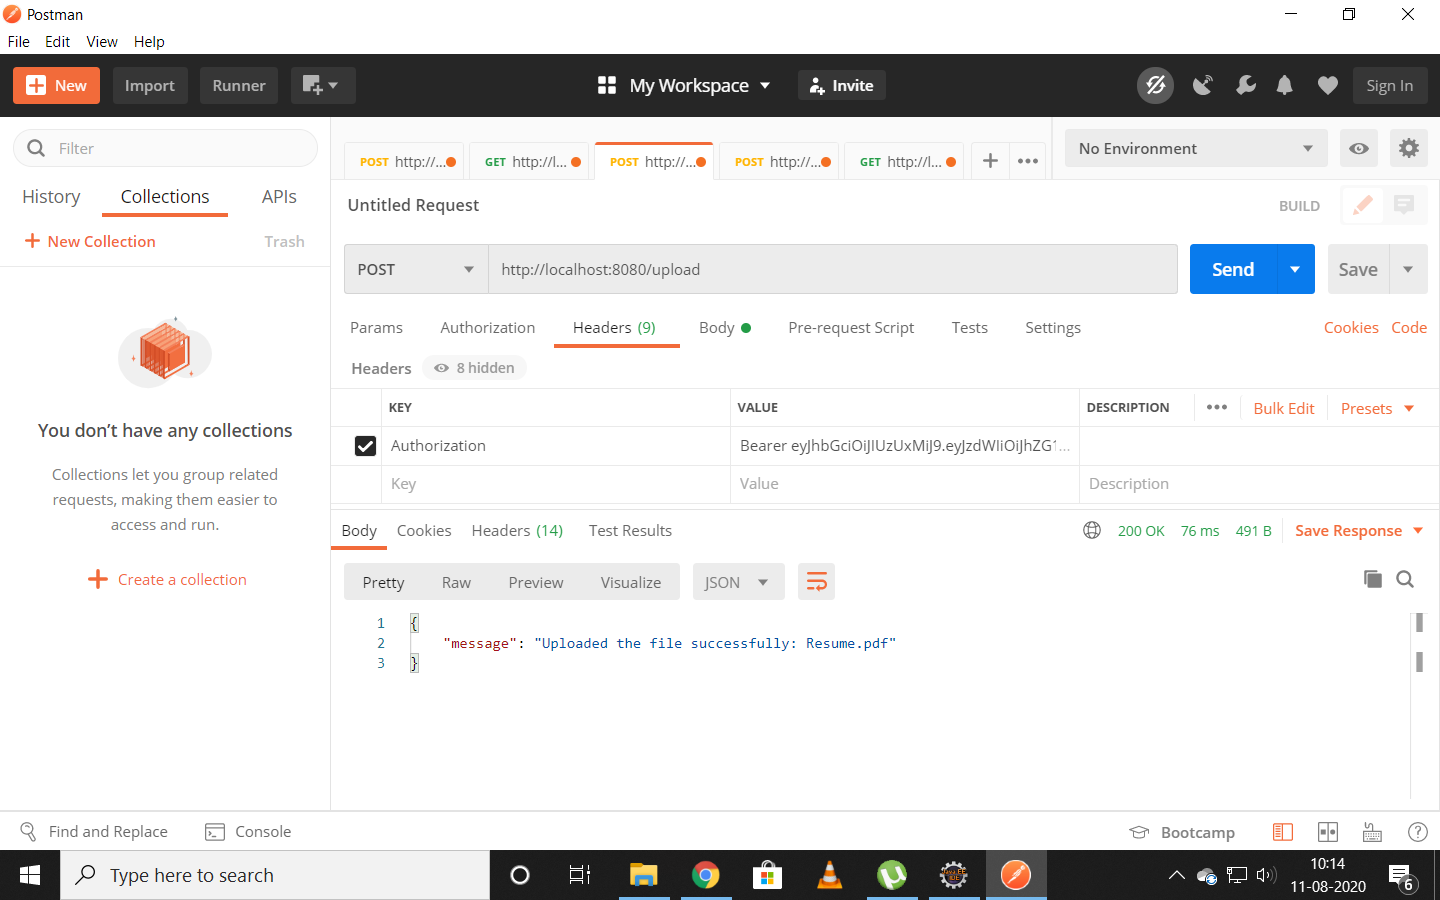 Postman
File Edit View Help
New Import Runner My Workspace Invite Sign In
Filter
History Collections APIs
New Collection Trash
You don't have any collections
Collections let you group related
requests, making them easier to
access and run.
Create a collection
POST http://... GET http://l... POST http://... POST http://... GET http://l... No Environment
Untitled Request BUILD
POST http://localhost:8080/upload Send Save
Params Authorization Headers (9) Body Pre-request Script Tests Settings Cookies Code
Headers 8 hidden
KEY VALUE DESCRIPTION Bulk Edit Presets
Authorization Bearer eyJhbGciOiJIUzUxMiJ9.eyJzdWIiOiJhZG1...
Key Value Description
Body Cookies Headers (14) Test Results 200 OK 76 ms 491 B Save Response
Pretty Raw Preview Visualize JSON
1 {
2 "message": "Uploaded the file successfully: Resume.pdf"
3 }
Find and Replace Console Bootcamp
Type here to search
10:14
11-08-2020
6